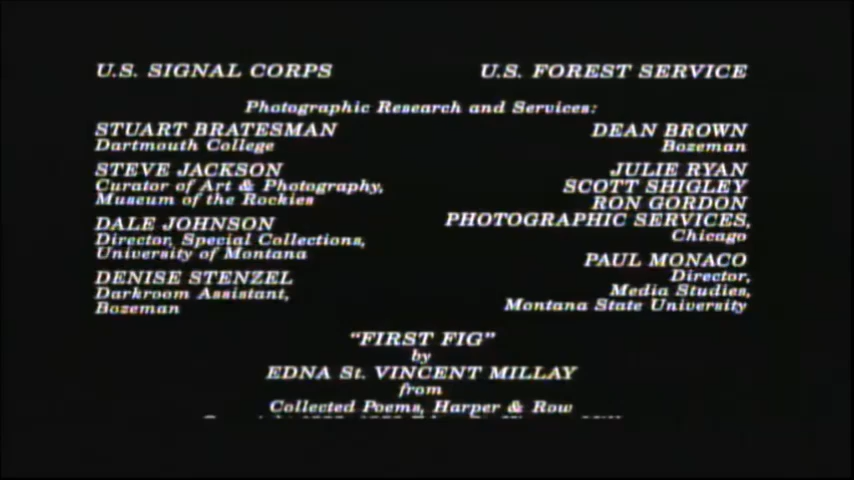 U.S. SIGNAL CORPS
U.S. FOREST SERVICE
Photographic Research and Services:
STUART BRATESMAN
Dartmouth College
STEVE JACKSON
Curator of Art & Photography,
Museum of the Rockies
DALE JOHNSON
Director, Special Collections,
University of Montana
DENISE STENZEL
Darkroom Assistant,
Bozeman
DEAN BROWN
Bozeman
JULIE RYAN
SCOTT SHIGLEY
RON GORDON
PHOTOGRAPHIC SERVICES,
Chicago
PAUL MONACO
Director,
Media Studies,
Montana State University
"FIRST FIG"
by
EDNA St. VINCENT MILLAY
from
Collected Poems, Harper & Row